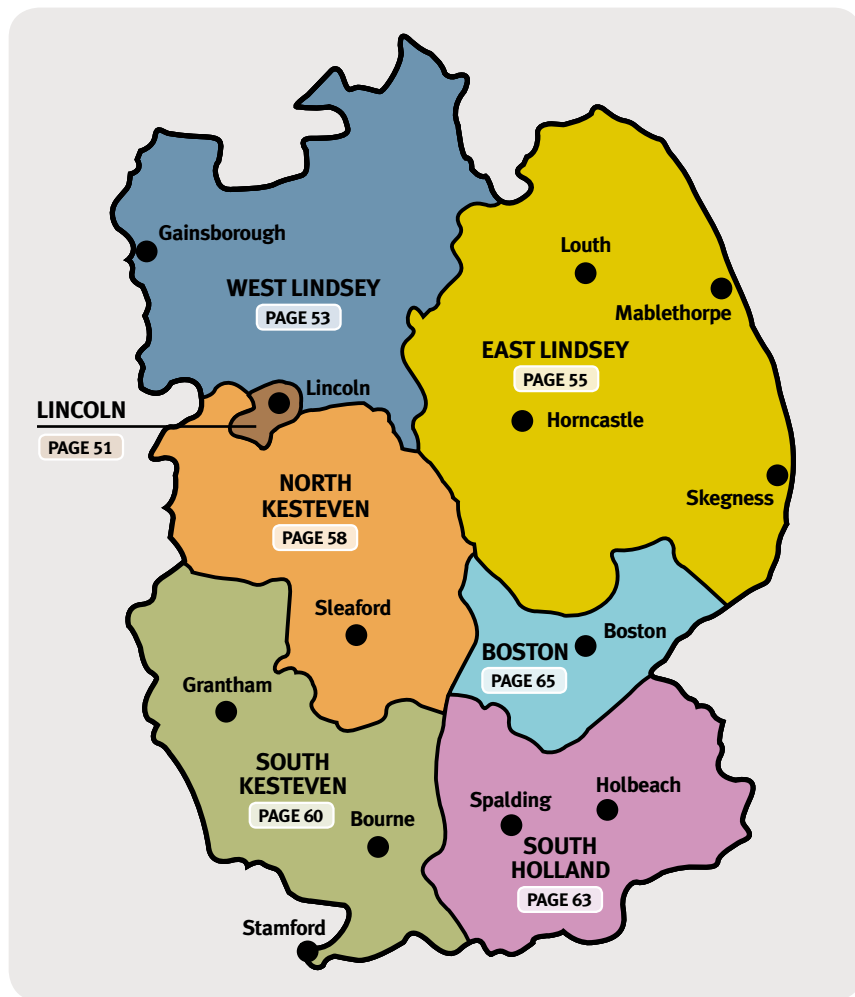 Gainsborough
WEST LINDSEY
PAGE 53
Louth
Mablethorpe
EAST LINDSEY
PAGE 55
Horncastle
Skegness
Lincoln
LINCOLN
PAGE 51
NORTH
KESTEVEN
PAGE 58
Sleaford
BOSTON
PAGE 65
Boston
Grantham
SOUTH
KESTEVEN
PAGE 60
Bourne
Stamford
Spalding
Holbeach
SOUTH
HOLLAND
PAGE 63